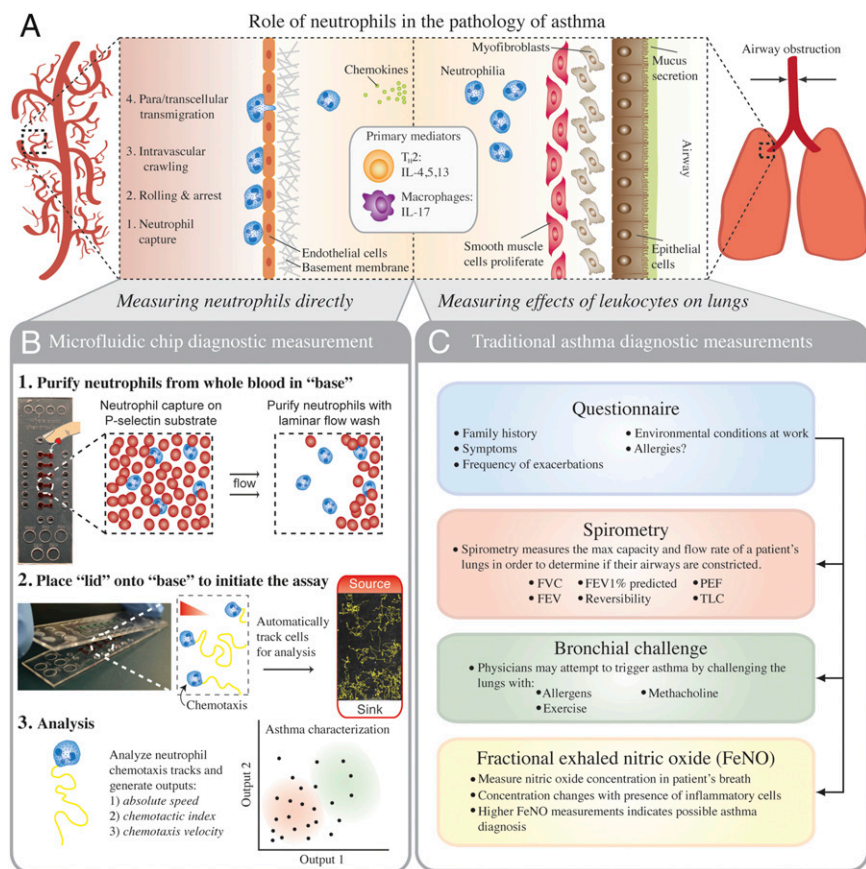 A
Role of neutrophils in the pathology of asthma
4. Para/transcellular
transmigration
3. Intravascular
crawling
2. Rolling & arrest
1. Neutrophil
capture
Endothelial cells
Basement membrane
Chemokines
Primary mediators
TH2:
IL-4,5,13
Macrophages:
IL-17
Neutrophilia
Myofibroblasts
Smooth muscle
cells proliferate
Mucus
secretion
Airway
Epithelial
cells
Airway obstruction
Measuring neutrophils directly
Measuring effects of leukocytes on lungs
B Microfluidic chip diagnostic measurement
1. Purify neutrophils from whole blood in “base”
Neutrophil capture on
P-selectin substrate
flow
Purify neutrophils with
laminar flow wash
2. Place “lid” onto “base” to initiate the assay
Chemotaxis
Automatically
track cells
for analysis
Source
Sink
3. Analysis
Analyze neutrophil
chemotaxis tracks and
generate outputs:
1) absolute speed
2) chemotactic index
3) chemotaxis velocity
Asthma characterization
Output 2
Output 1
C Traditional asthma diagnostic measurements
Questionnaire
• Family history
• Symptoms
• Frequency of exacerbations
• Environmental conditions at work
• Allergies?
Spirometry
• Spirometry measures the max capacity and flow rate of a patient’s
lungs in order to determine if their airways are constricted.
• FVC • FEV1% predicted • PEF
• FEV • Reversibility • TLC
Bronchial challenge
• Physicians may attempt to trigger asthma by challenging the
lungs with:
• Allergens • Methacholine
• Exercise
Fractional exhaled nitric oxide (FeNO)
• Measure nitric oxide concentration in patient’s breath
• Concentration changes with presence of inflammatory cells
• Higher FeNO measurements indicates possible asthma
diagnosis